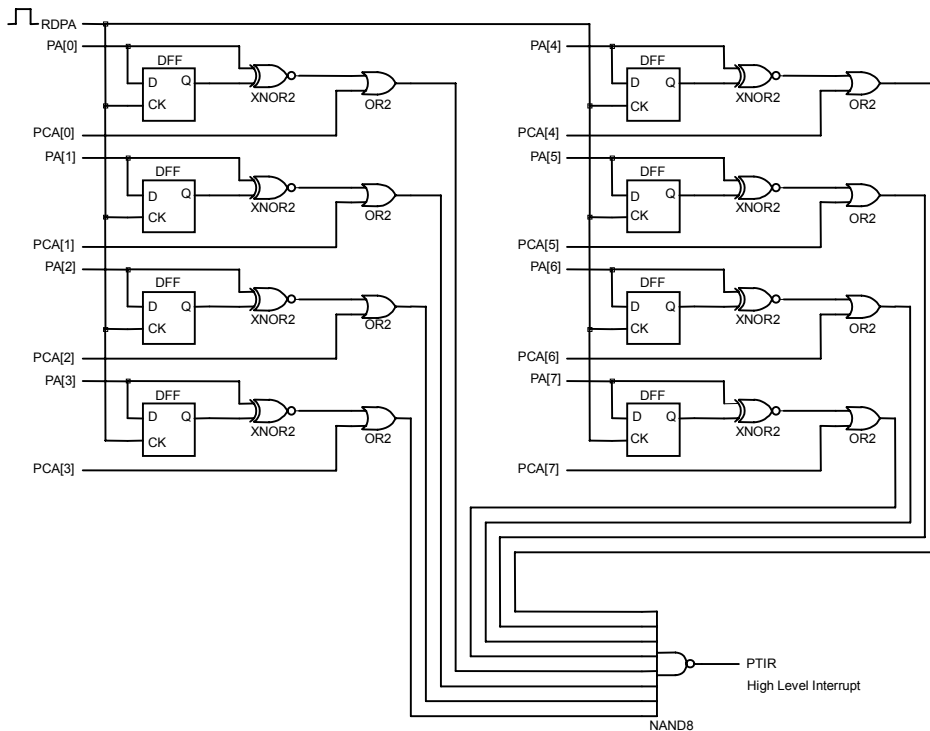 RDPA
PA[0]
DFF
D Q
CK
XNOR2
OR2
PCA[0]
PA[1]
DFF
D Q
CK
XNOR2
OR2
PCA[1]
PA[2]
DFF
D Q
CK
XNOR2
OR2
PCA[2]
PA[3]
DFF
D Q
CK
XNOR2
OR2
PCA[3]
PA[4]
DFF
D Q
CK
XNOR2
OR2
PCA[4]
PA[5]
DFF
D Q
CK
XNOR2
OR2
PCA[5]
PA[6]
DFF
D Q
CK
XNOR2
OR2
PCA[6]
PA[7]
DFF
D Q
CK
XNOR2
OR2
PCA[7]
PTIR
High Level Interrupt
NAND8